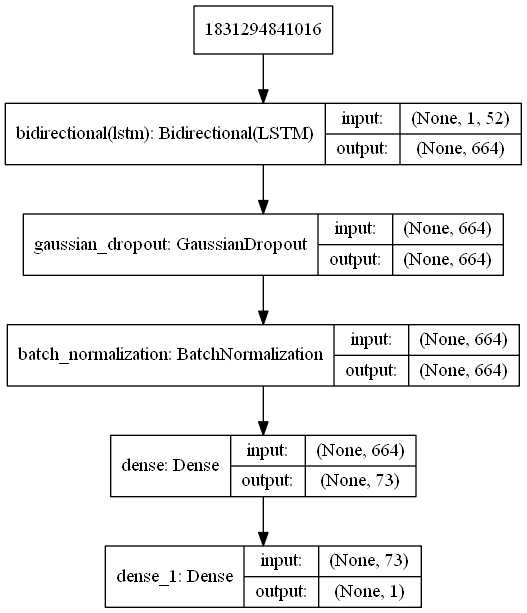 1831294841016
bidirectional(lstm): Bidirectional(LSTM)
input: (None, 1, 52)
output: (None, 664)
gaussian_dropout: GaussianDropout
input: (None, 664)
output: (None, 664)
batch_normalization: BatchNormalization
input: (None, 664)
output: (None, 664)
dense: Dense
input: (None, 664)
output: (None, 73)
dense_1: Dense
input: (None, 73)
output: (None, 1)